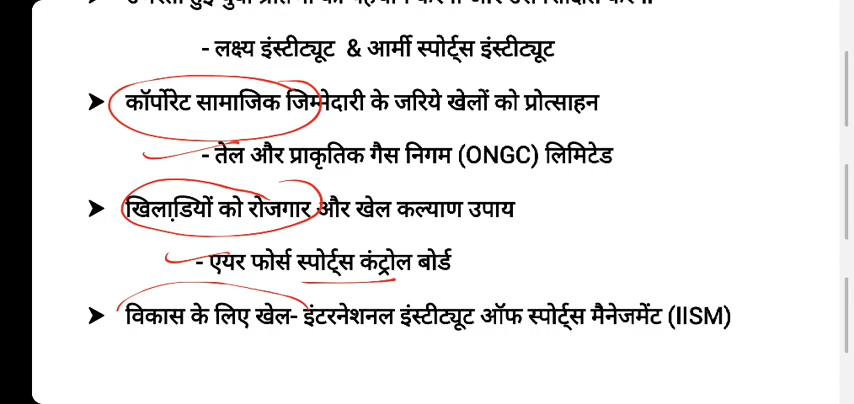 - लक्ष्य इंस्टीट्यूट & आर्मी स्पोर्ट्स इंस्टीट्यूट
➤ कॉर्पोरेट सामाजिक जिम्मेदारी के जरिये खेलों को प्रोत्साहन
- तेल और प्राकृतिक गैस निगम (ONGC) लिमिटेड
➤ खिलाडियों को रोजगार और खेल कल्याण उपाय
- एयर फोर्स स्पोर्ट्स कंट्रोल बोर्ड
➤ विकास के लिए खेल- इंटरनेशनल इंस्टीट्यूट ऑफ स्पोर्ट्स मैनेजमेंट (IISM)